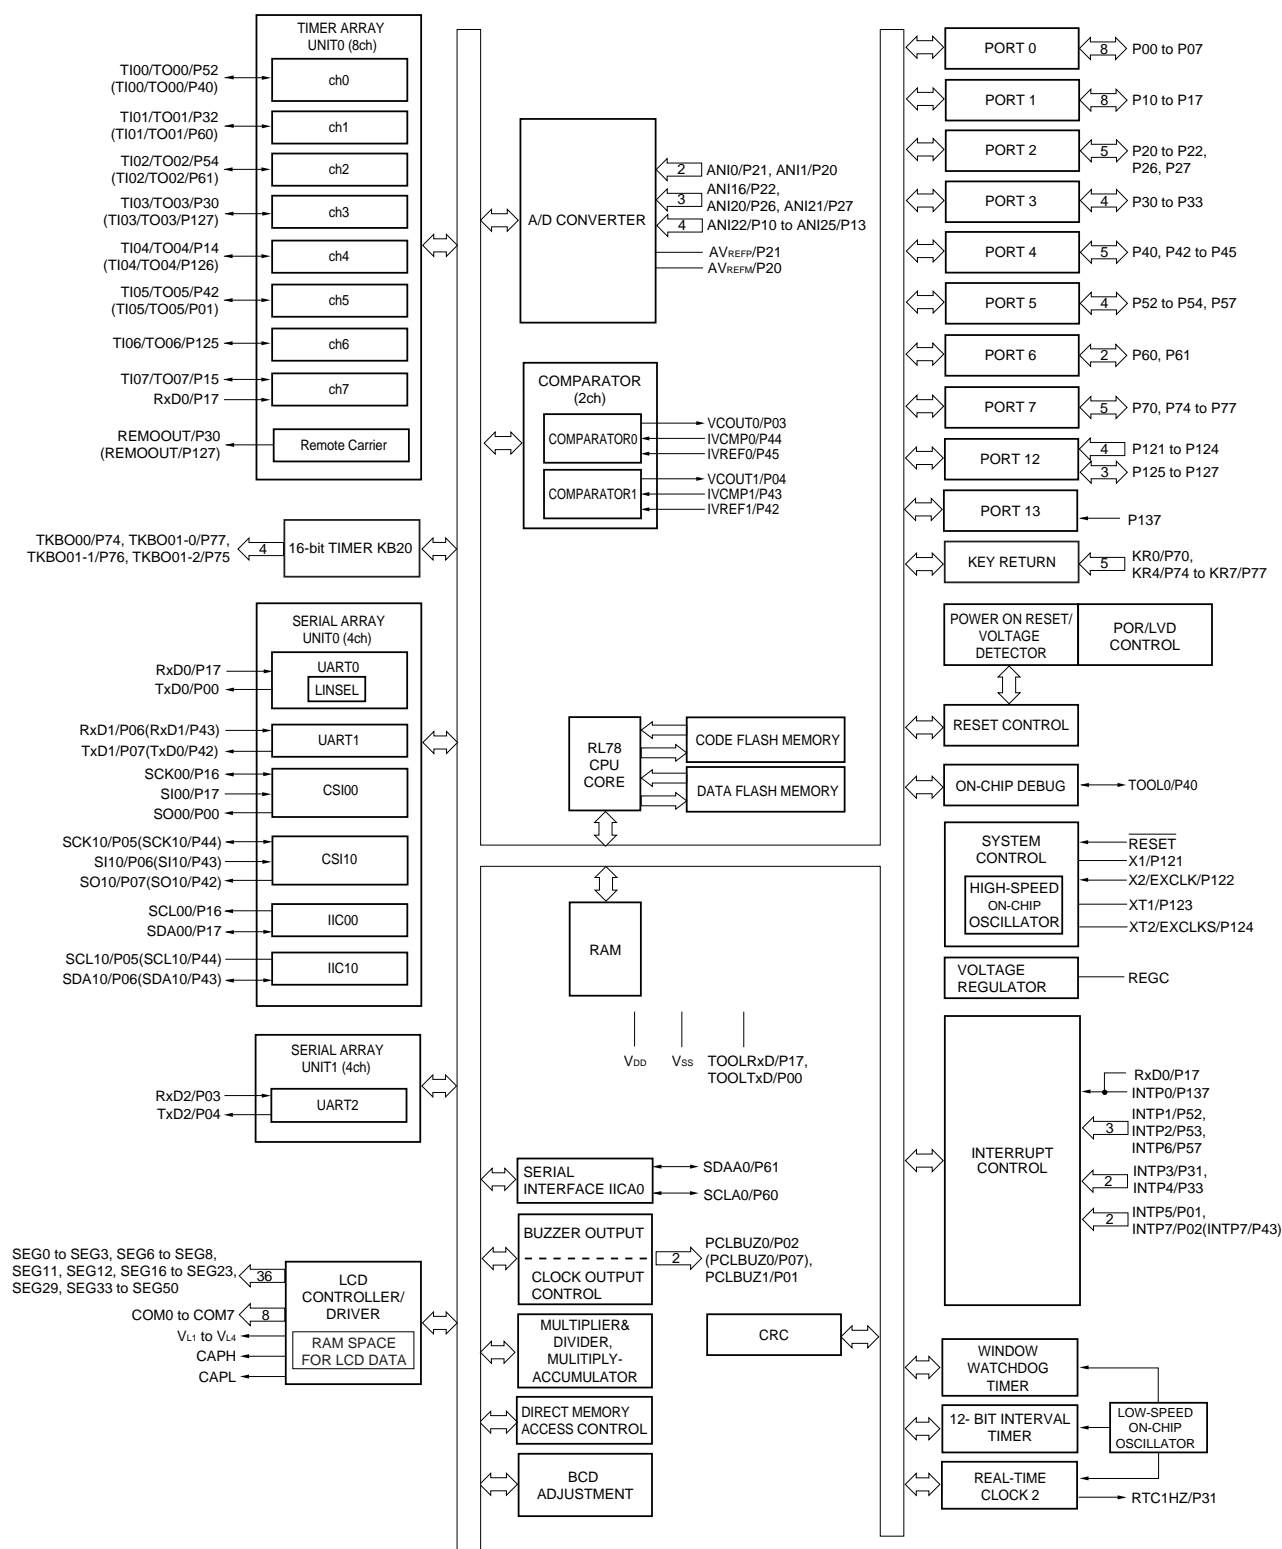 TIMER ARRAY
UNIT0 (8ch)
TI00/TO00/P52
(TI00/TO00/P40)
ch0
TI01/TO01/P32
(TI01/TO01/P60)
ch1
TI02/TO02/P54
(TI02/TO02/P61)
ch2
TI03/TO03/P30
(TI03/TO03/P127)
ch3
TI04/TO04/P14
(TI04/TO04/P126)
ch4
TI05/TO05/P42
(TI05/TO05/P01)
ch5
TI06/TO06/P125
ch6
TI07/TO07/P15
RxD0/P17
ch7
REMOOUT/P30
(REMOOUT/P127)
Remote Carrier
TKBO00/P74, TKBO01-0/P77,
TKBO01-1/P76, TKBO01-2/P75
4
16-bit TIMER KB20
SERIAL ARRAY
UNIT0 (4ch)
RxD0/P17
TxD0/P00
UART0
LINSEL
RxD1/P06(RxD1/P43)
TxD1/P07(TxD0/P42)
UART1
SCK00/P16
SI00/P17
SO00/P00
CSI00
SCK10/P05(SCK10/P44)
SI10/P06(SI10/P43)
SO10/P07(SO10/P42)
CSI10
SCL00/P16
SDA00/P17
IIC00
SCL10/P05(SCL10/P44)
SDA10/P06(SDA10/P43)
IIC10
SERIAL ARRAY
UNIT1 (4ch)
RxD2/P03
TxD2/P04
UART2
SEG0 to SEG3, SEG6 to SEG8,
SEG11, SEG12, SEG16 to SEG23,
SEG29, SEG33 to SEG50
36
COM0 to COM7
8
VL1 to VL4
CAPH
CAPL
LCD
CONTROLLER/
DRIVER
RAM SPACE
FOR LCD DATA
A/D CONVERTER
2
ANI0/P21, ANI1/P20
3
ANI16/P22,
ANI20/P26, ANI21/P27
4
ANI22/P10 to ANI25/P13
AVREFP/P21
AVREFM/P20
COMPARATOR
(2ch)
COMPARATOR0
VCOUT0/P03
IVCMP0/P44
IVREF0/P45
COMPARATOR1
VCOUT1/P04
IVCMP1/P43
IVREF1/P42
RL78
CPU
CORE
CODE FLASH MEMORY
DATA FLASH MEMORY
RAM
VDD
VSS
TOOLRxD/P17,
TOOLTxD/P00
SERIAL
INTERFACE IICA0
SDAA0/P61
SCLA0/P60
BUZZER OUTPUT
CLOCK OUTPUT
CONTROL
2
PCLBUZ0/P02
(PCLBUZ0/P07),
PCLBUZ1/P01
MULTIPLIER&
DIVIDER,
MULITIPLY-
ACCUMULATOR
DIRECT MEMORY
ACCESS CONTROL
BCD
ADJUSTMENT
CRC
PORT 0
8
P00 to P07
PORT 1
8
P10 to P17
PORT 2
5
P20 to P22,
P26, P27
PORT 3
4
P30 to P33
PORT 4
5
P40, P42 to P45
PORT 5
4
P52 to P54, P57
PORT 6
2
P60, P61
PORT 7
5
P70, P74 to P77
PORT 12
4
P121 to P124
3
P125 to P127
PORT 13
P137
KEY RETURN
5
KR0/P70,
KR4/P74 to KR7/P77
POWER ON RESET/
VOLTAGE
DETECTOR
POR/LVD
CONTROL
RESET CONTROL
ON-CHIP DEBUG
TOOL0/P40
SYSTEM
CONTROL
HIGH-SPEED
ON-CHIP
OSCILLATOR
RESET
X1/P121
X2/EXCLK/P122
XT1/P123
XT2/EXCLKS/P124
VOLTAGE
REGULATOR
REGC
INTERRUPT
CONTROL
RxD0/P17
INTP0/P137
3
INTP1/P52,
INTP2/P53,
INTP6/P57
2
INTP3/P31,
INTP4/P33
2
INTP5/P01,
INTP7/P02(INTP7/P43)
WINDOW
WATCHDOG
TIMER
12- BIT INTERVAL
TIMER
LOW-SPEED
ON-CHIP
OSCILLATOR
REAL-TIME
CLOCK 2
RTC1HZ/P31